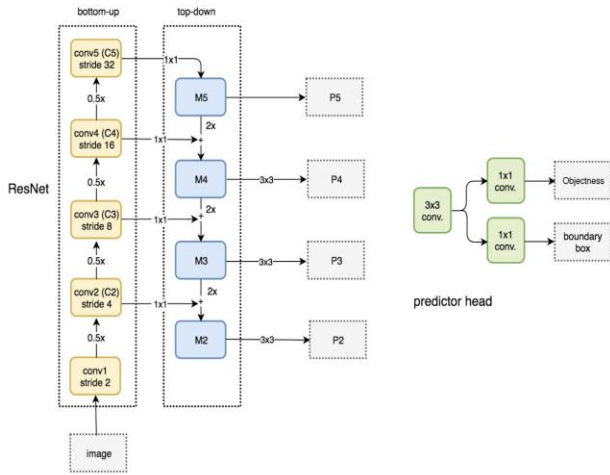 bottom-up
top-down
conv5 (C5)
stride 32
1x1
M5
P5
0.5x
2x
conv4 (C4)
stride 16
1x1
+
M4
3x3
P4
ResNet
0.5x
2x
conv3 (C3)
stride 8
1x1
+
M3
3x3
P3
0.5x
2x
conv2 (C2)
stride 4
1x1
+
M2
3x3
P2
0.5x
conv1
stride 2
image
3x3
conv.
1x1
conv.
Objectness
1x1
conv.
boundary
box
predictor head